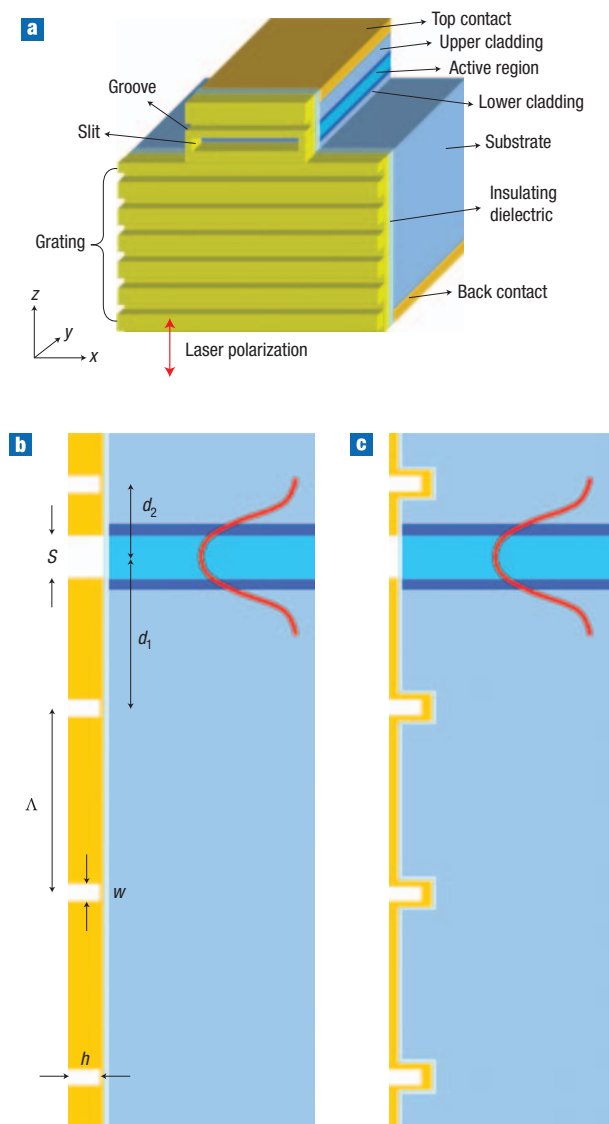 a
Top contact
Upper cladding
Active region
Lower cladding
Groove
Slit
Substrate
Insulating
dielectric
Grating
Back contact
z
y
x
Laser polarization
b
c
d2
S
d1
Λ
w
h